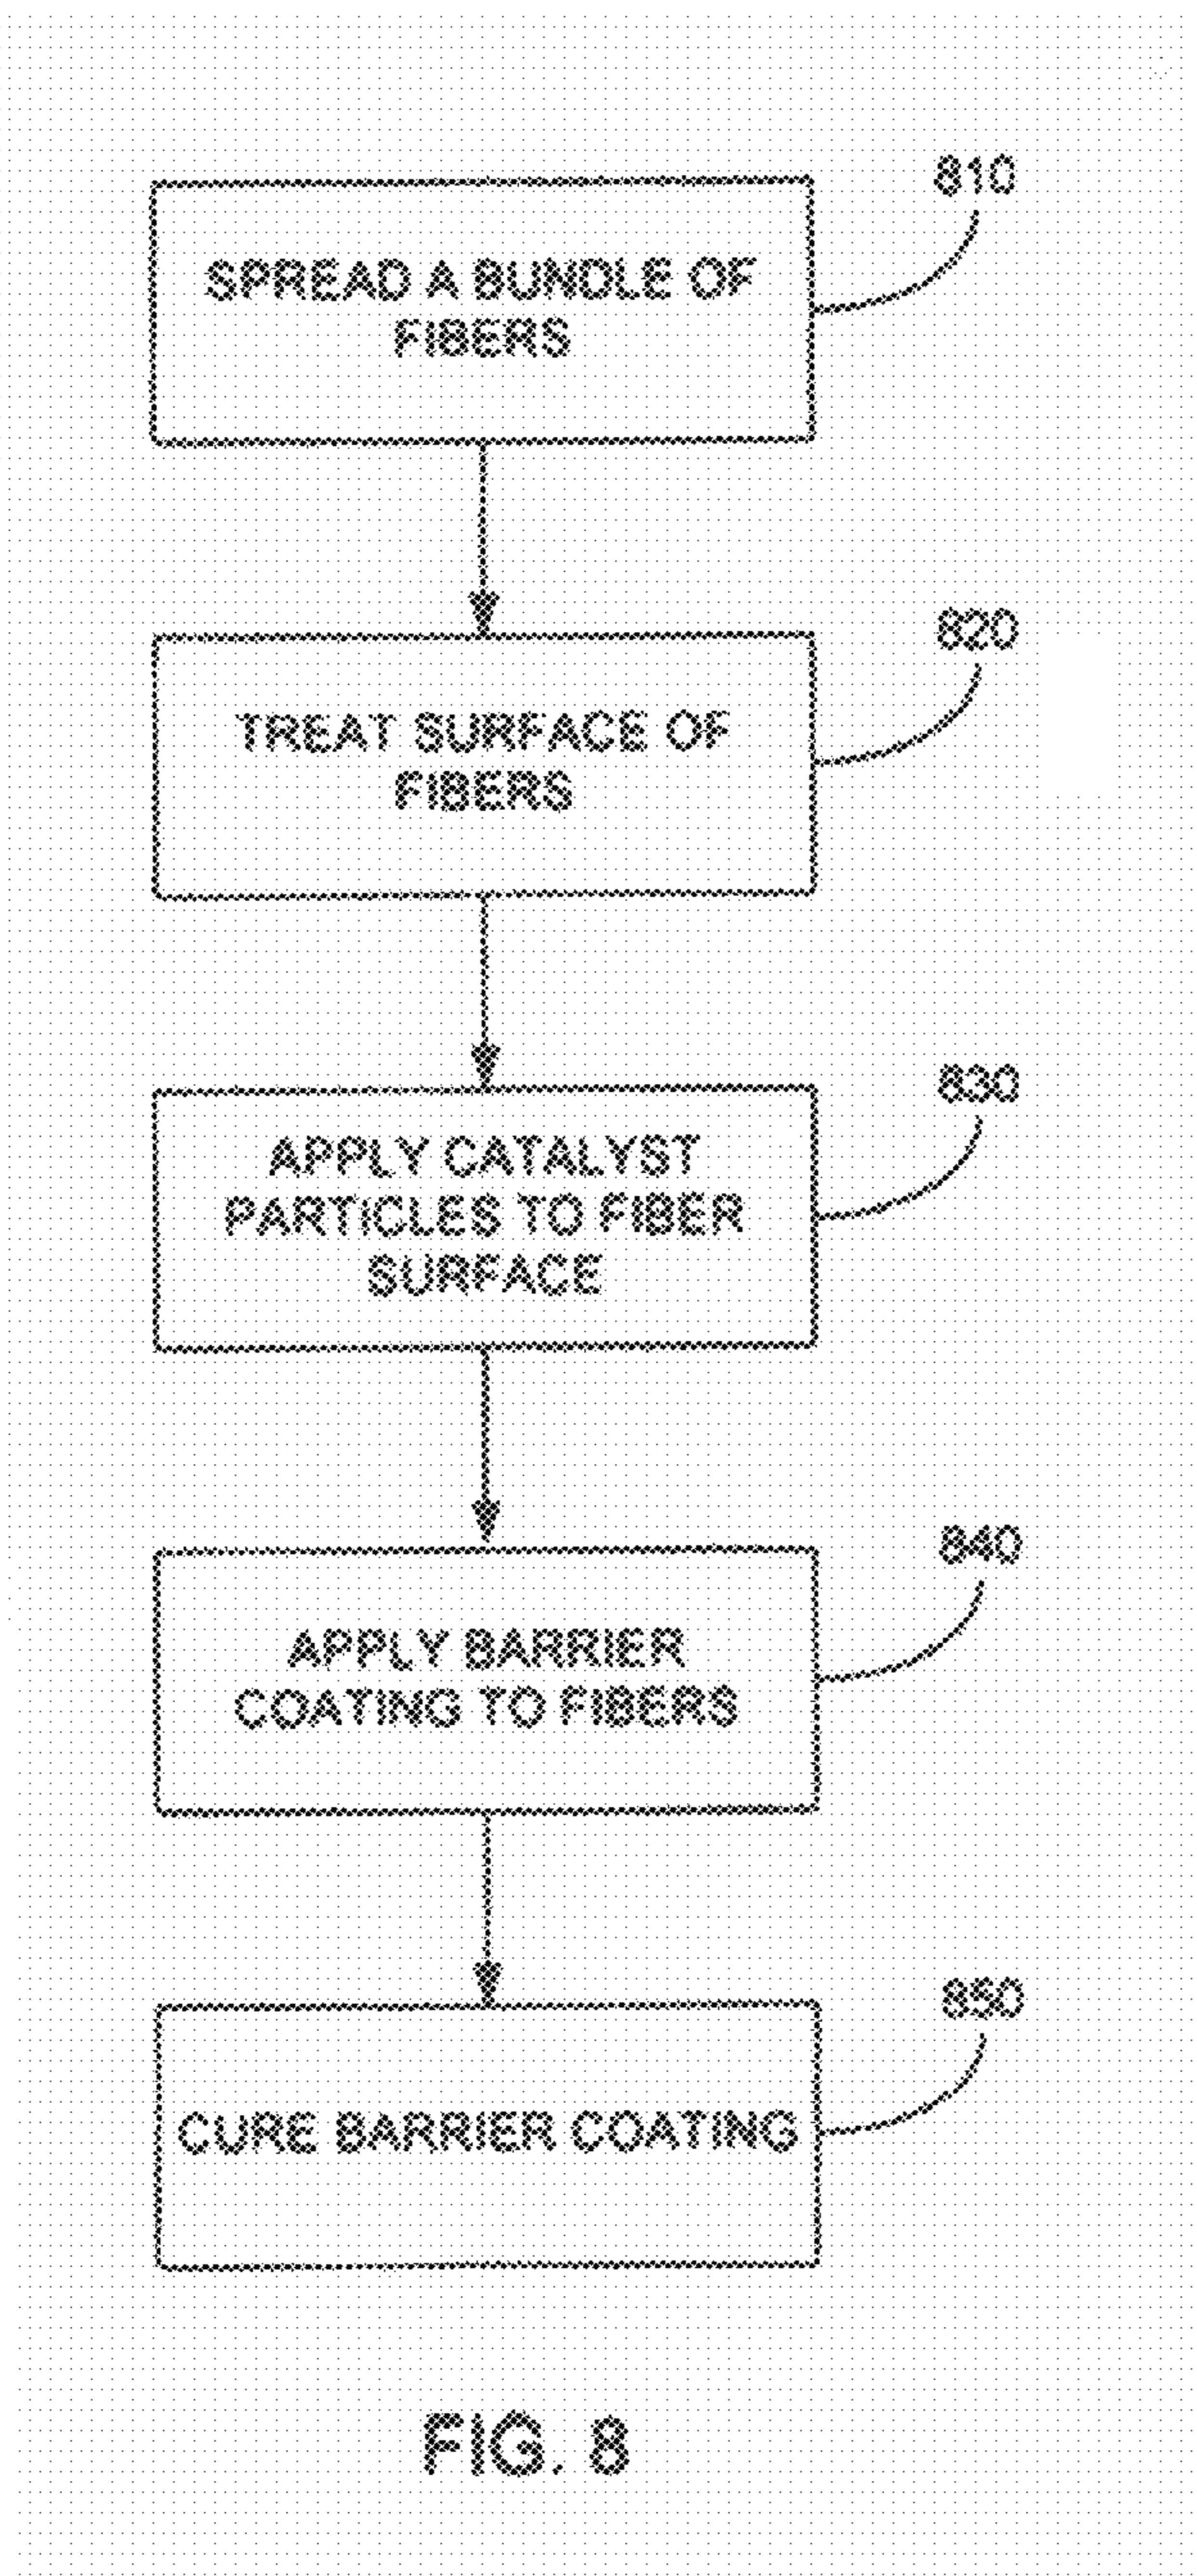 810
SPREAD A BUNDLE OF
FIBERS
820
TREAT SURFACE OF
FIBERS
830
APPLY CATALYST
PARTICLES TO FIBER
SURFACE
840
APPLY BARRIER
COATING TO FIBERS
850
CURE BARRIER COATING
FIG. 8